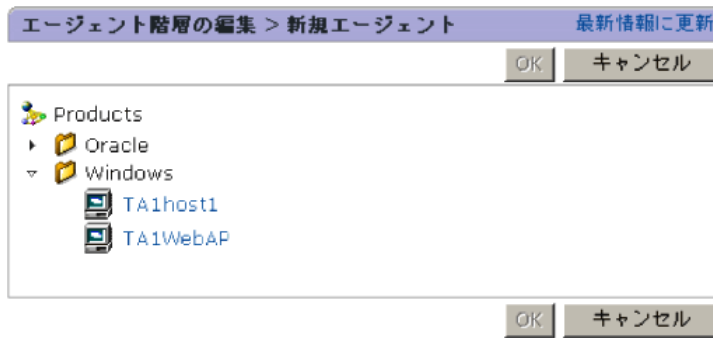 エージェント階層の編集 > 新規エージェント 最新情報に更新
OK キャンセル
Products
Oracle
Windows
TA1host1
TA1WebAP
OK キャンセル